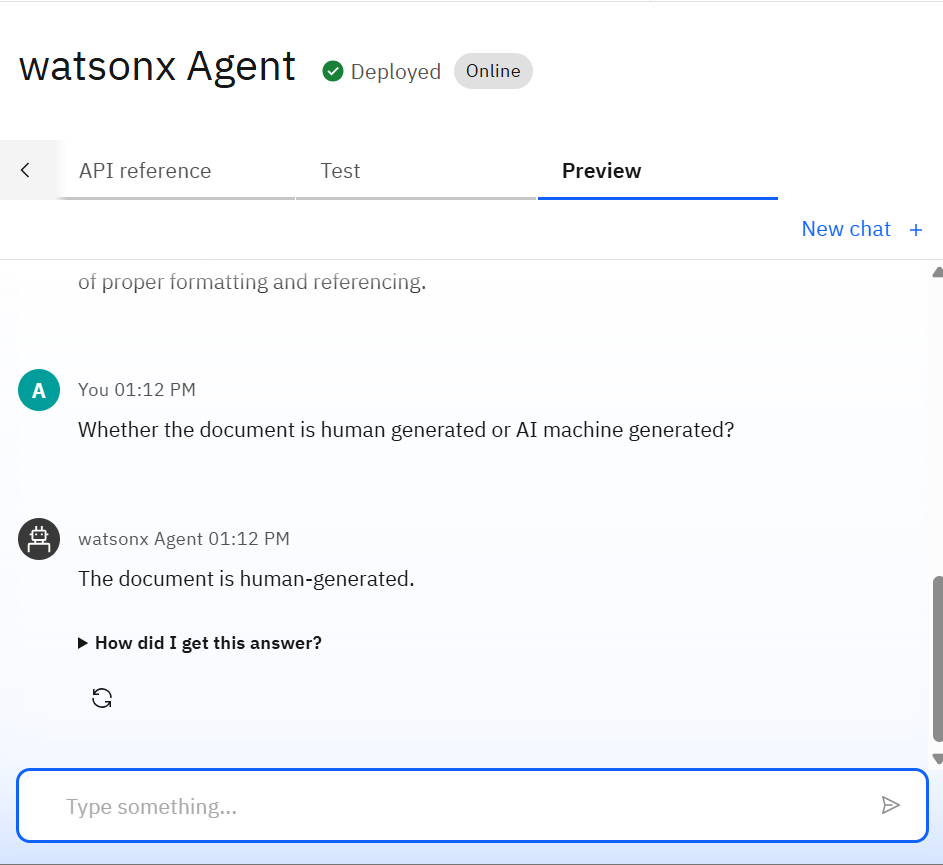 watsonx Agent Deployed Online
API reference Test Preview
New chat +
of proper formatting and referencing.
A You 01:12 PM
Whether the document is human generated or AI machine generated?
watsonx Agent 01:12 PM
The document is human-generated.
How did I get this answer?
Type something...